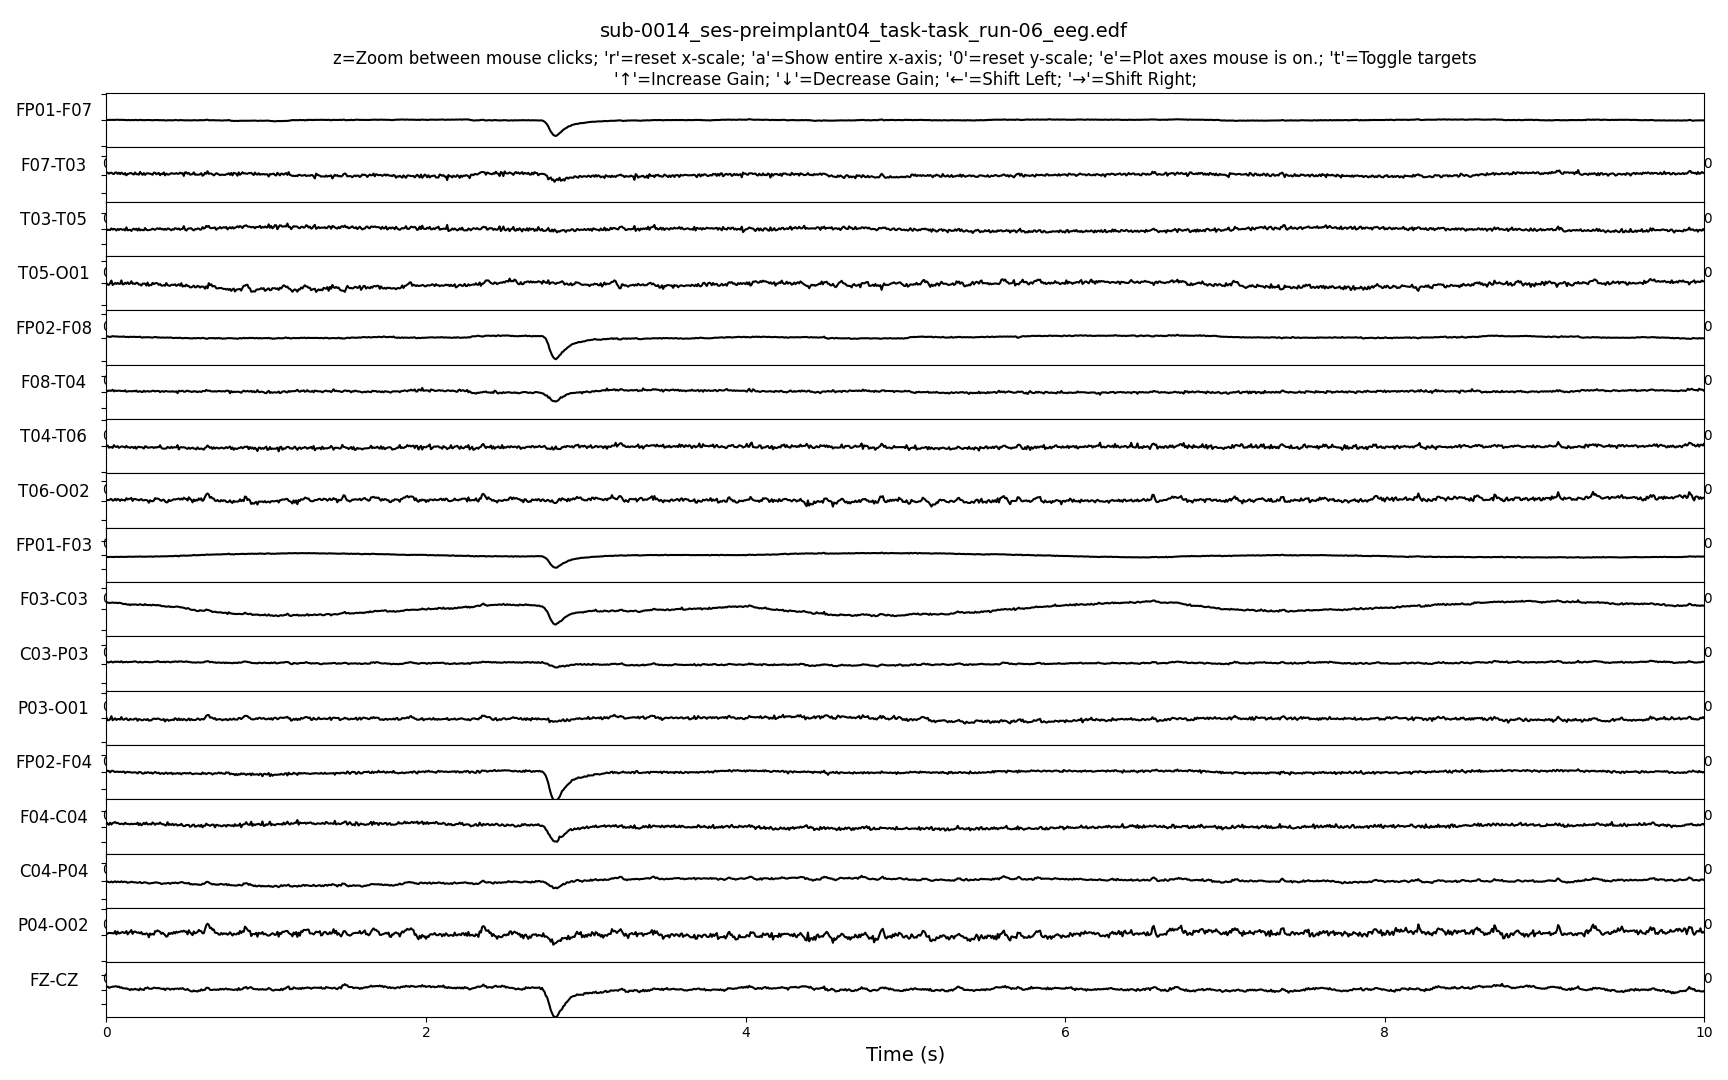 sub-0014_ses-preimplant04_task-task_run-06_eeg.edf
z=Zoom between mouse clicks; 'r'=reset x-scale; 'a'=Show entire x-axis; '0'=reset y-scale; 'e'=Plot axes mouse is on.; 't'=Toggle targets
'↑'=Increase Gain; '↓'=Decrease Gain; '←'=Shift Left; '→'=Shift Right;
FP01-F07
F07-T03
T03-T05
T05-O01
FP02-F08
F08-T04
T04-T06
T06-O02
FP01-F03
F03-C03
C03-P03
P03-O01
FP02-F04
F04-C04
C04-P04
P04-O02
FZ-CZ
0 2 4 6 8 10
Time (s)